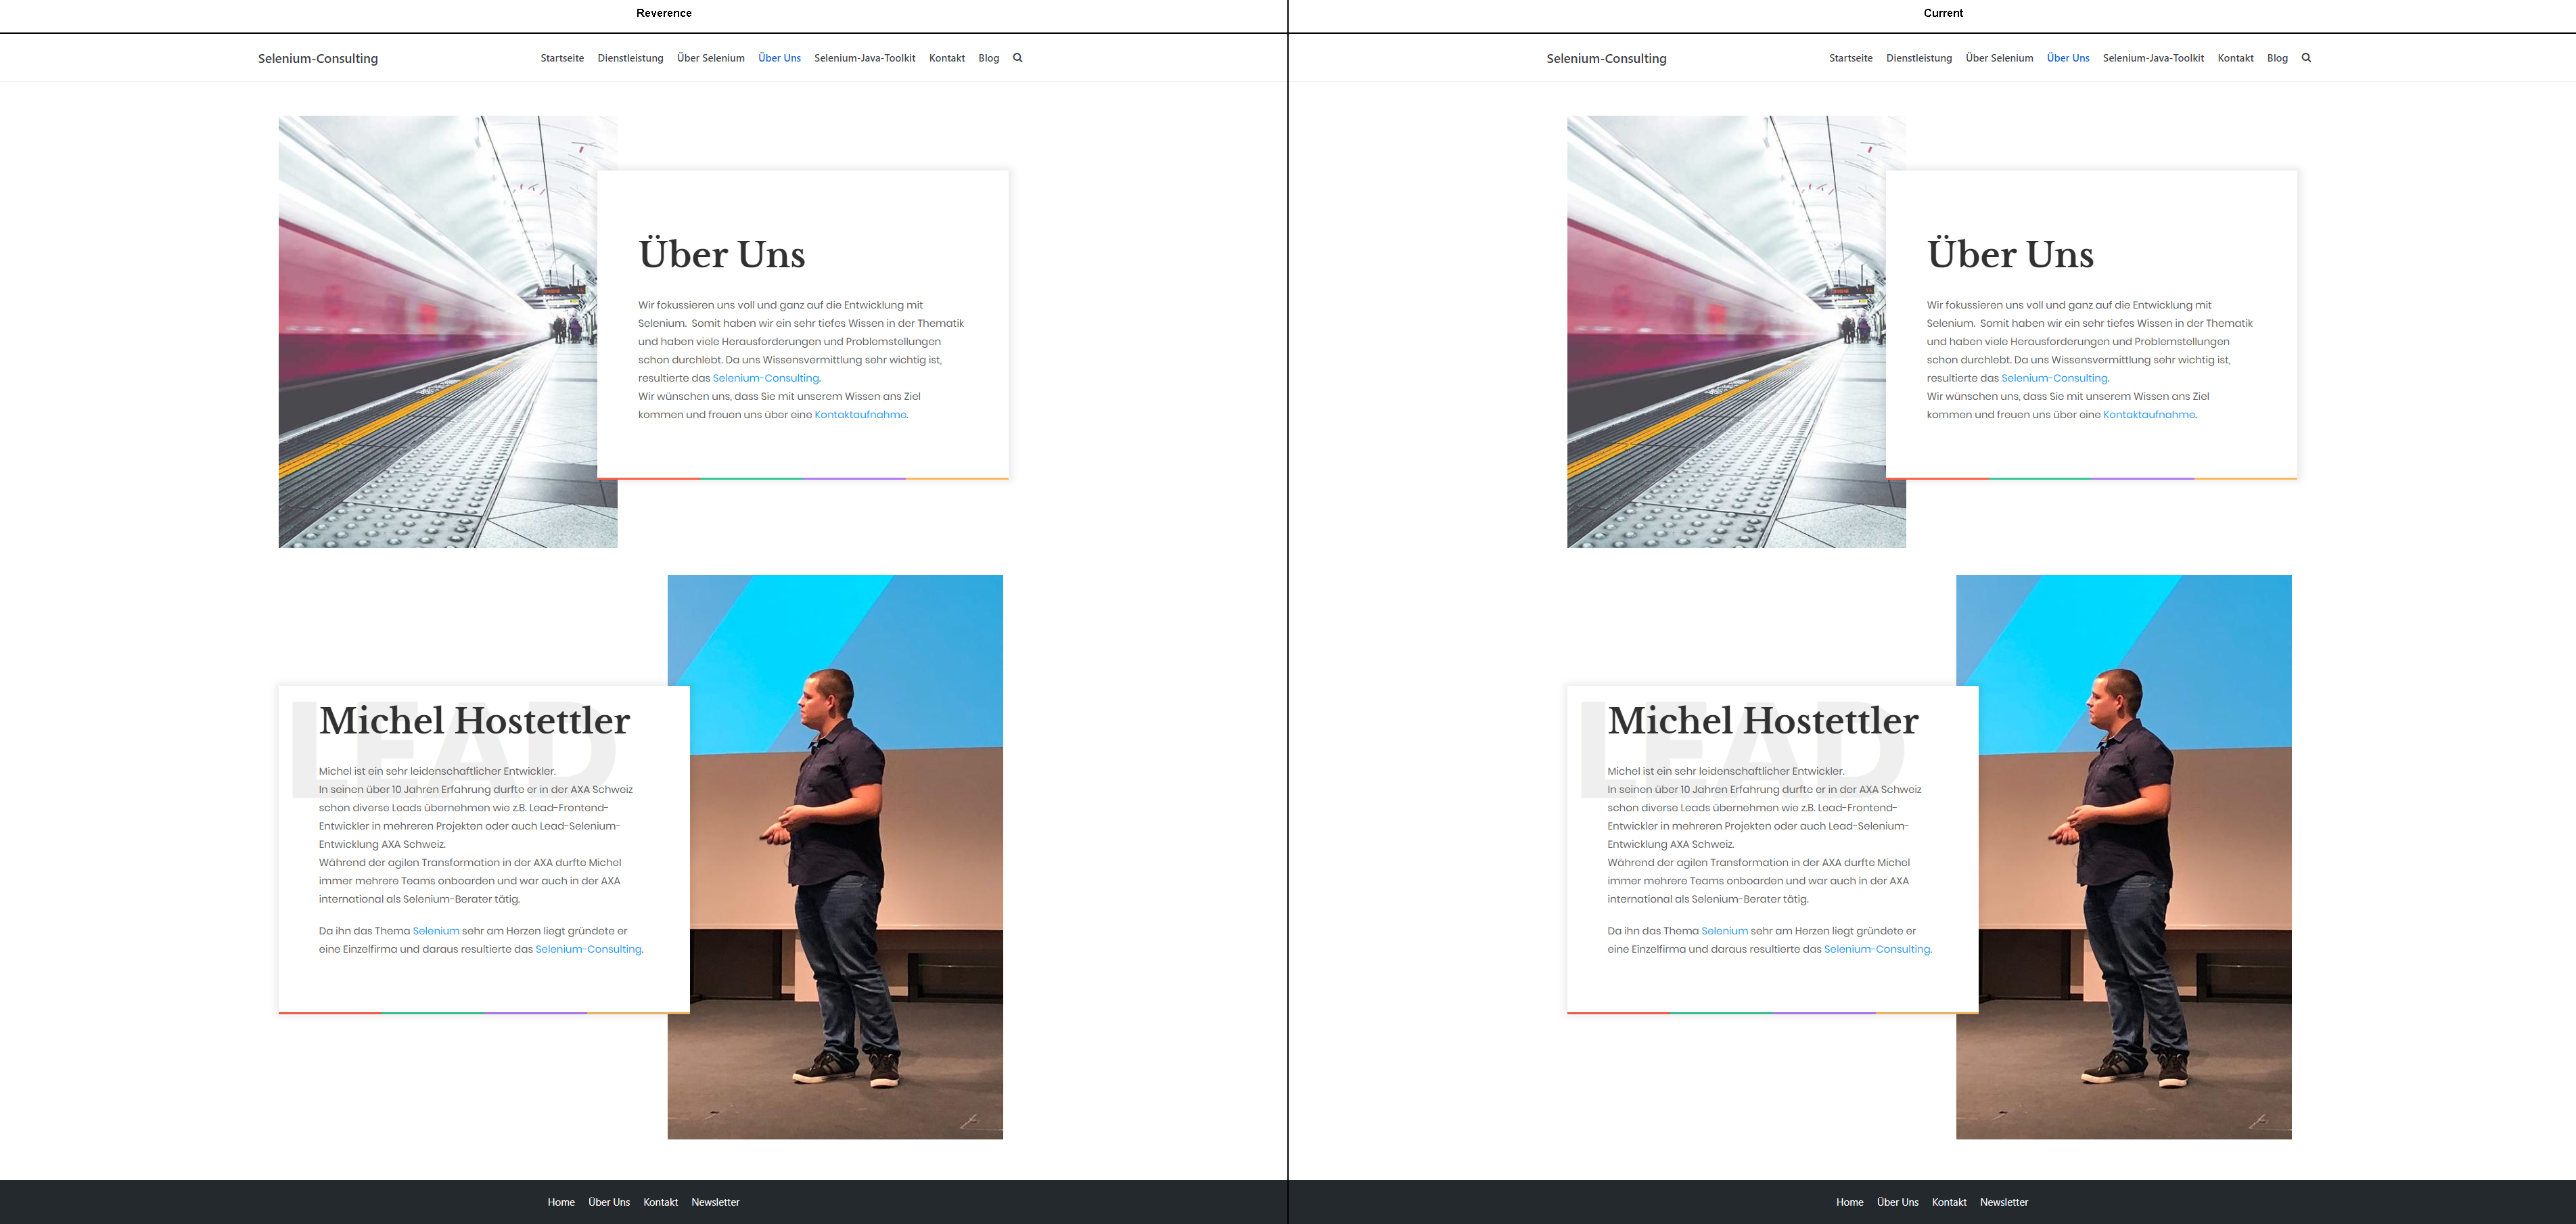 Reverence
Selenium-Consulting
Startseite Dienstleistung Über Selenium Über Uns Selenium-Java-Toolkit Kontakt Blog
Über Uns
Wir fokussieren uns voll und ganz auf die Entwicklung mit
Selenium.  Somit haben wir ein sehr tiefes Wissen in der Thematik
und haben viele Herausforderungen und Problemstellungen
schon durchlebt. Da uns Wissensvermittlung sehr wichtig ist,
resultierte das Selenium-Consulting.
Wir wünschen uns, dass Sie mit unserem Wissen ans Ziel
kommen und freuen uns über eine Kontaktaufnahme.
LEAD
Michel Hostettler
Michel ist ein sehr leidenschaftlicher Entwickler.
In seinen über 10 Jahren Erfahrung durfte er in der AXA Schweiz
schon diverse Leads übernehmen wie z.B. Lead-Frontend-
Entwickler in mehreren Projekten oder auch Lead-Selenium-
Entwicklung AXA Schweiz.
Während der agilen Transformation in der AXA durfte Michel
immer mehrere Teams onboarden und war auch in der AXA
international als Selenium-Berater tätig.
Da ihn das Thema Selenium sehr am Herzen liegt gründete er
eine Einzelfirma und daraus resultierte das Selenium-Consulting.
Home Über Uns Kontakt Newsletter
Current
Selenium-Consulting
Startseite Dienstleistung Über Selenium Über Uns Selenium-Java-Toolkit Kontakt Blog
Über Uns
Wir fokussieren uns voll und ganz auf die Entwicklung mit
Selenium.  Somit haben wir ein sehr tiefes Wissen in der Thematik
und haben viele Herausforderungen und Problemstellungen
schon durchlebt. Da uns Wissensvermittlung sehr wichtig ist,
resultierte das Selenium-Consulting.
Wir wünschen uns, dass Sie mit unserem Wissen ans Ziel
kommen und freuen uns über eine Kontaktaufnahme.
LEAD
Michel Hostettler
Michel ist ein sehr leidenschaftlicher Entwickler.
In seinen über 10 Jahren Erfahrung durfte er in der AXA Schweiz
schon diverse Leads übernehmen wie z.B. Lead-Frontend-
Entwickler in mehreren Projekten oder auch Lead-Selenium-
Entwicklung AXA Schweiz.
Während der agilen Transformation in der AXA durfte Michel
immer mehrere Teams onboarden und war auch in der AXA
international als Selenium-Berater tätig.
Da ihn das Thema Selenium sehr am Herzen liegt gründete er
eine Einzelfirma und daraus resultierte das Selenium-Consulting.
Home Über Uns Kontakt Newsletter